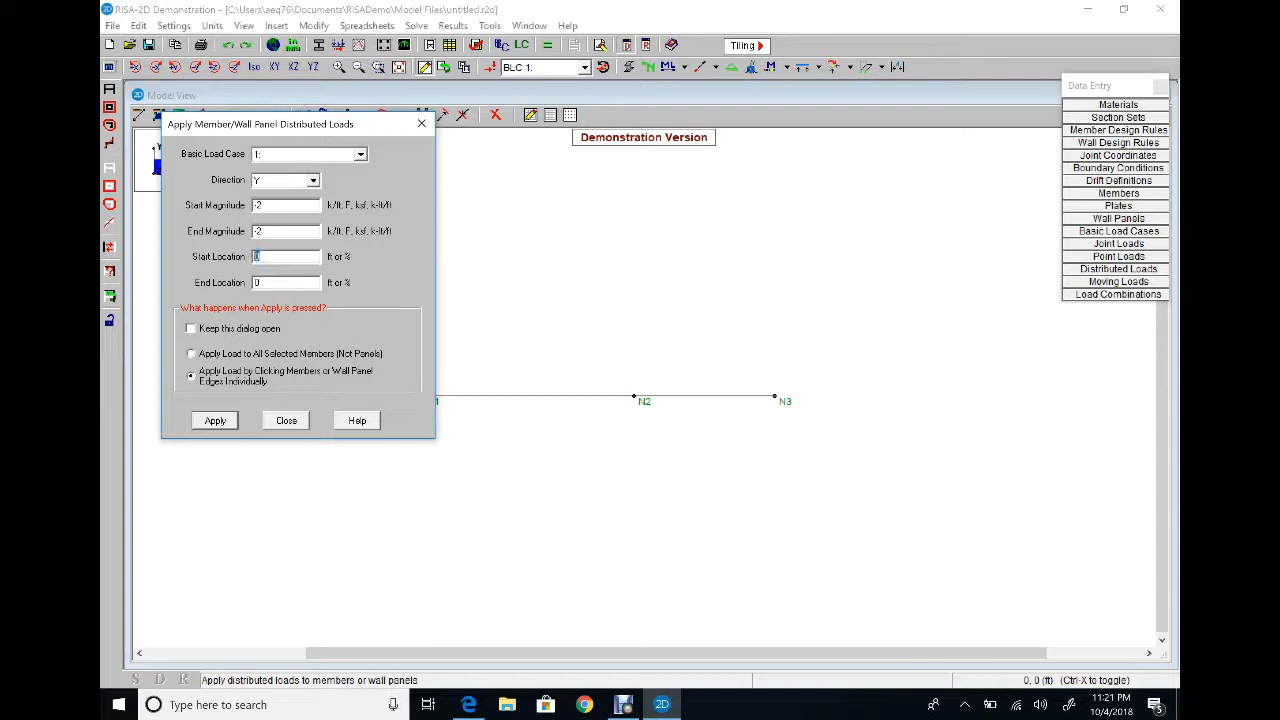 RISA-2D Demonstration - [C:\Users\aeq76\Documents\RISADemo\Model Files\untitled.r2d]
File Edit Settings Units View Insert Modify Spreadsheets Solve Results Tools Window Help
Tiling
Iso XY XZ YZ BLC 1:
Model View
Data Entry
Materials
Section Sets
Member Design Rules
Wall Design Rules
Joint Coordinates
Boundary Conditions
Drift Definitions
Members
Plates
Wall Panels
Basic Load Cases
Joint Loads
Point Loads
Distributed Loads
Moving Loads
Load Combinations
Demonstration Version
Apply Member/Wall Panel Distributed Loads
Basic Load Case 1:
Direction Y
Start Magnitude -2 k/ft, F, ksf, k-ft/ft
End Magnitude -2 k/ft, F, ksf, k-ft/ft
Start Location 0 ft or %
End Location 0 ft or %
What happens when Apply is pressed?
Keep this dialog open
Apply Load to All Selected Members (Not Panels)
Apply Load by Clicking Members or Wall Panel
Edges Individually
Apply Close Help
N2
N3
S D R Apply distributed loads to members or wall panels
0, 0 (ft) (Ctrl-X to toggle)
Type here to search
2D
11:21 PM
10/4/2018
5